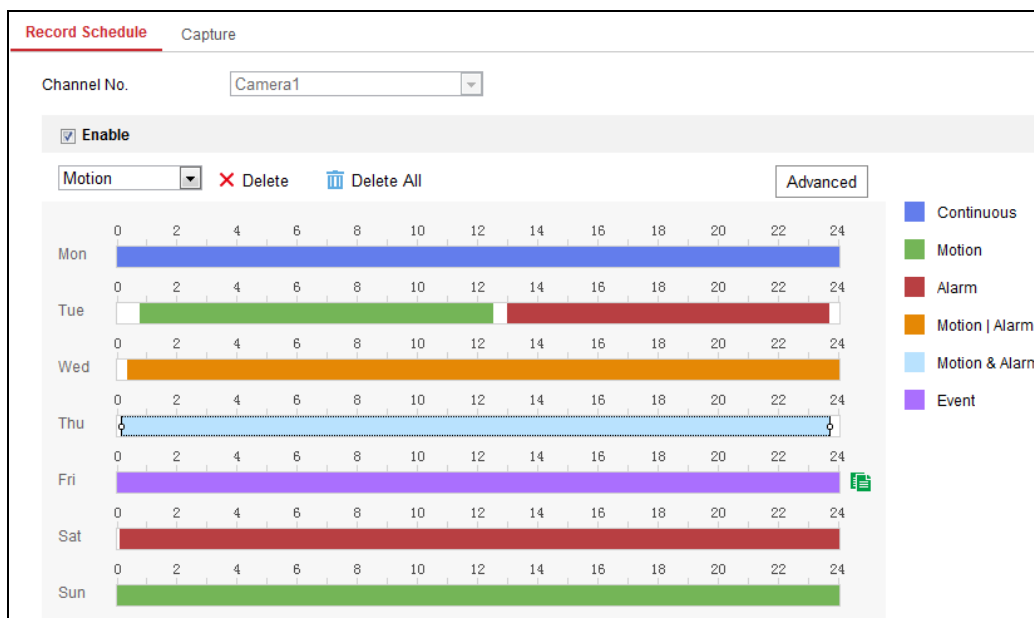 Record Schedule Capture
Channel No. Camera1
Enable
Motion Delete Delete All Advanced
0 2 4 6 8 10 12 14 16 18 20 22 24
Mon
0 2 4 6 8 10 12 14 16 18 20 22 24
Tue
0 2 4 6 8 10 12 14 16 18 20 22 24
Wed
0 2 4 6 8 10 12 14 16 18 20 22 24
Thu
0 2 4 6 8 10 12 14 16 18 20 22 24
Fri
0 2 4 6 8 10 12 14 16 18 20 22 24
Sat
0 2 4 6 8 10 12 14 16 18 20 22 24
Sun
Continuous
Motion
Alarm
Motion | Alarm
Motion & Alarm
Event